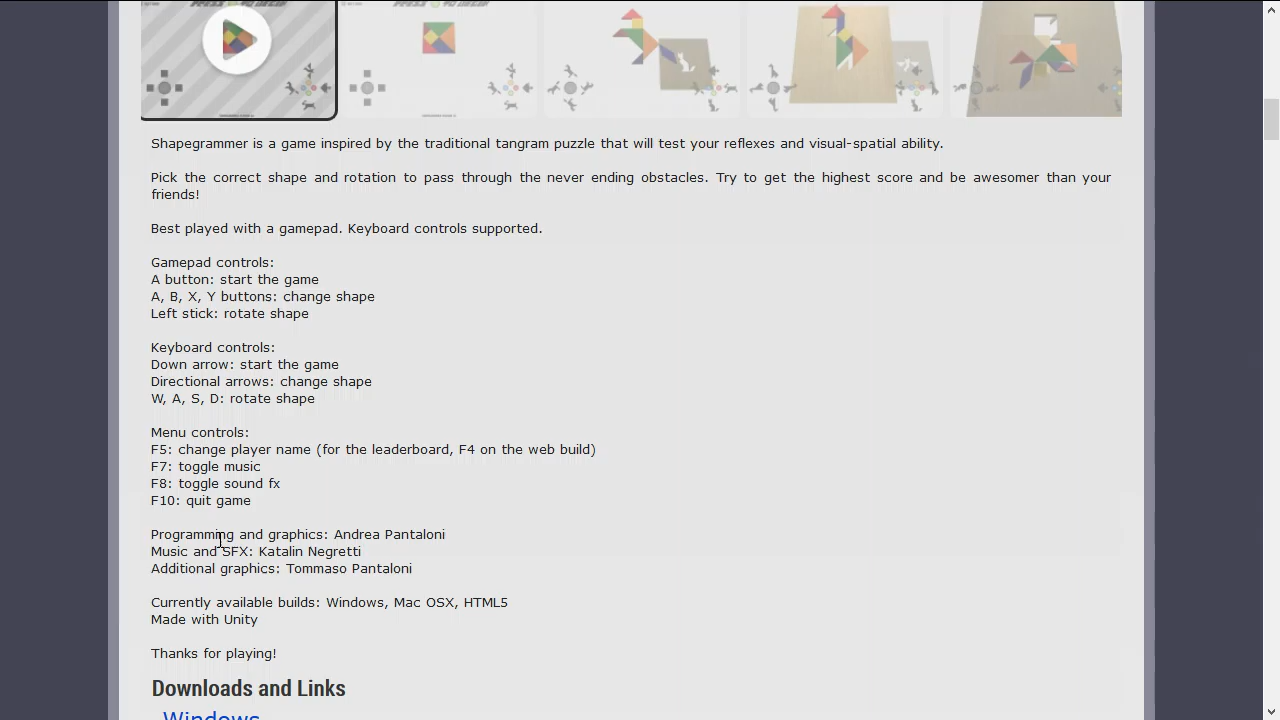 Shapegrammer is a game inspired by the traditional tangram puzzle that will test your reflexes and visual-spatial ability.
Pick the correct shape and rotation to pass through the never ending obstacles. Try to get the highest score and be awesomer than your
friends!
Best played with a gamepad. Keyboard controls supported.
Gamepad controls:
A button: start the game
A, B, X, Y buttons: change shape
Left stick: rotate shape
Keyboard controls:
Down arrow: start the game
Directional arrows: change shape
W, A, S, D: rotate shape
Menu controls:
F5: change player name (for the leaderboard, F4 on the web build)
F7: toggle music
F8: toggle sound fx
F10: quit game
Programming and graphics: Andrea Pantaloni
Music and SFX: Katalin Negretti
Additional graphics: Tommaso Pantaloni
Currently available builds: Windows, Mac OSX, HTML5
Made with Unity
Thanks for playing!
Downloads and Links
Windows